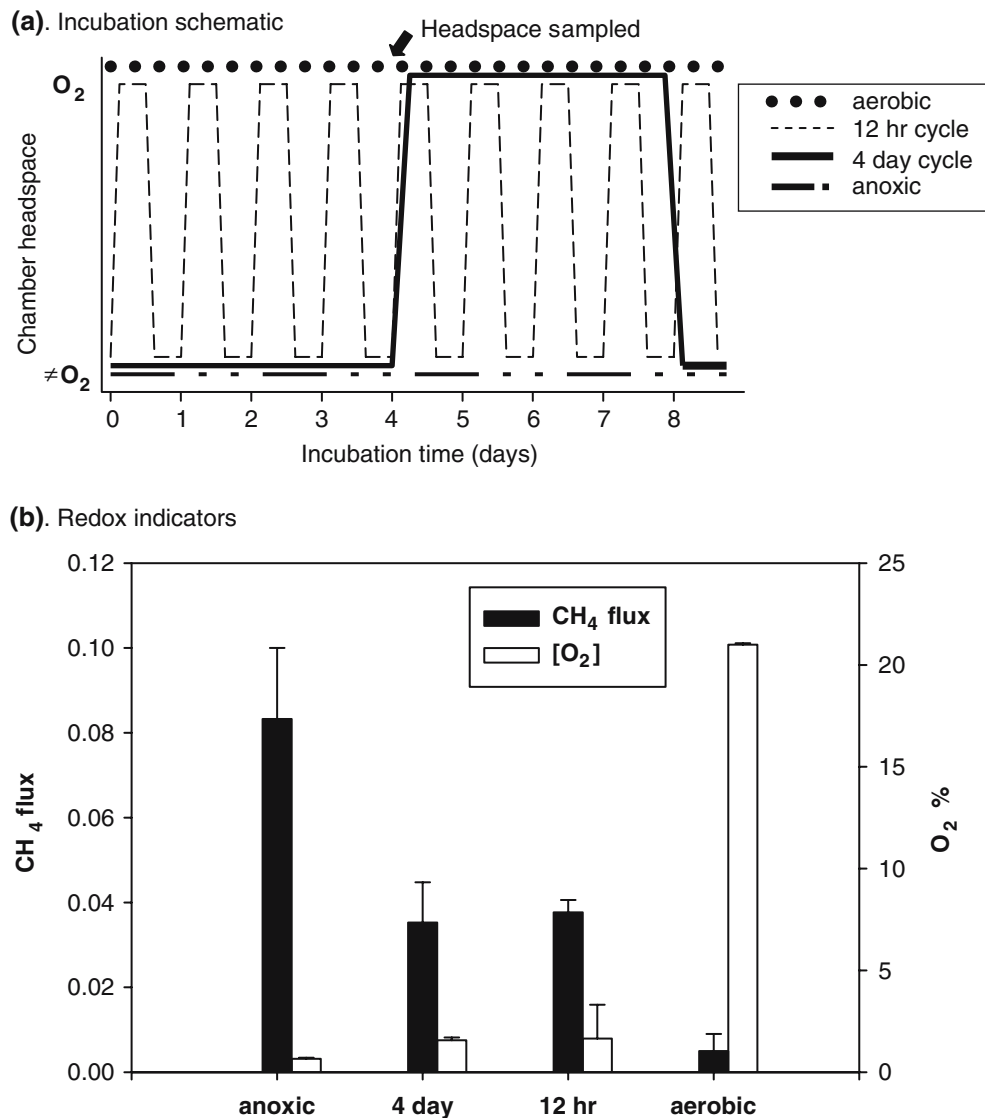 (a). Incubation schematic
Headspace sampled
O₂
Chamber headspace
≠O₂
0 1 2 3 4 5 6 7 8
Incubation time (days)
aerobic
12 hr cycle
4 day cycle
anoxic
(b). Redox indicators
0.12
0.10
0.08
0.06
0.04
0.02
0.00
CH₄ flux
CH₄ flux
[O₂]
25
20
15
10
5
0
O₂ %
anoxic 4 day 12 hr aerobic